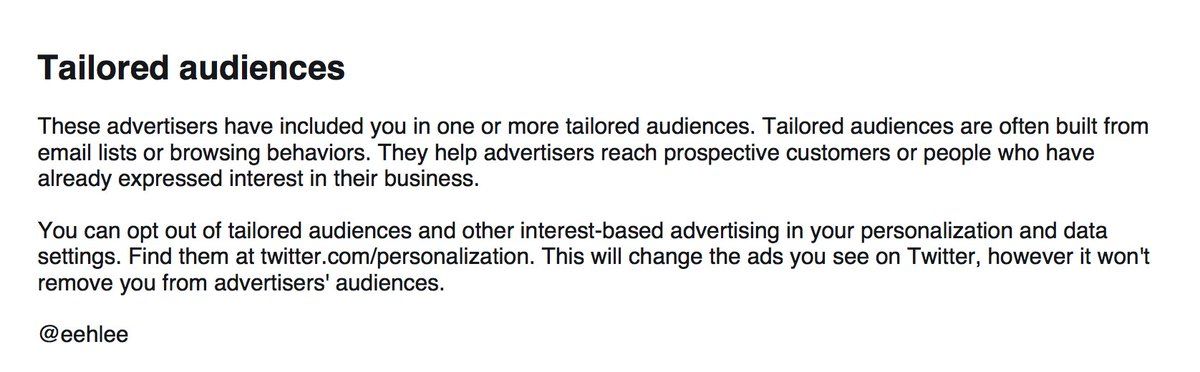 Tailored audiences
These advertisers have included you in one or more tailored audiences. Tailored audiences are often built from
email lists or browsing behaviors. They help advertisers reach prospective customers or people who have
already expressed interest in their business.
You can opt out of tailored audiences and other interest-based advertising in your personalization and data
settings. Find them at twitter.com/personalization. This will change the ads you see on Twitter, however it won't
remove you from advertisers' audiences.
@eehlee